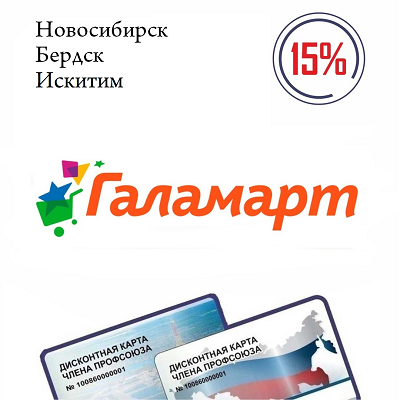 Новосибирск
Бердск
Искитим
15%
Галамарт
ДИСКОНТНАЯ КАРТА
ЧЛЕНА ПРОФСОЮЗА
№ 100860000001
ДИСКОНТНАЯ КАРТА
ЧЛЕНА ПРОФСОЮЗА
№ 100860000001